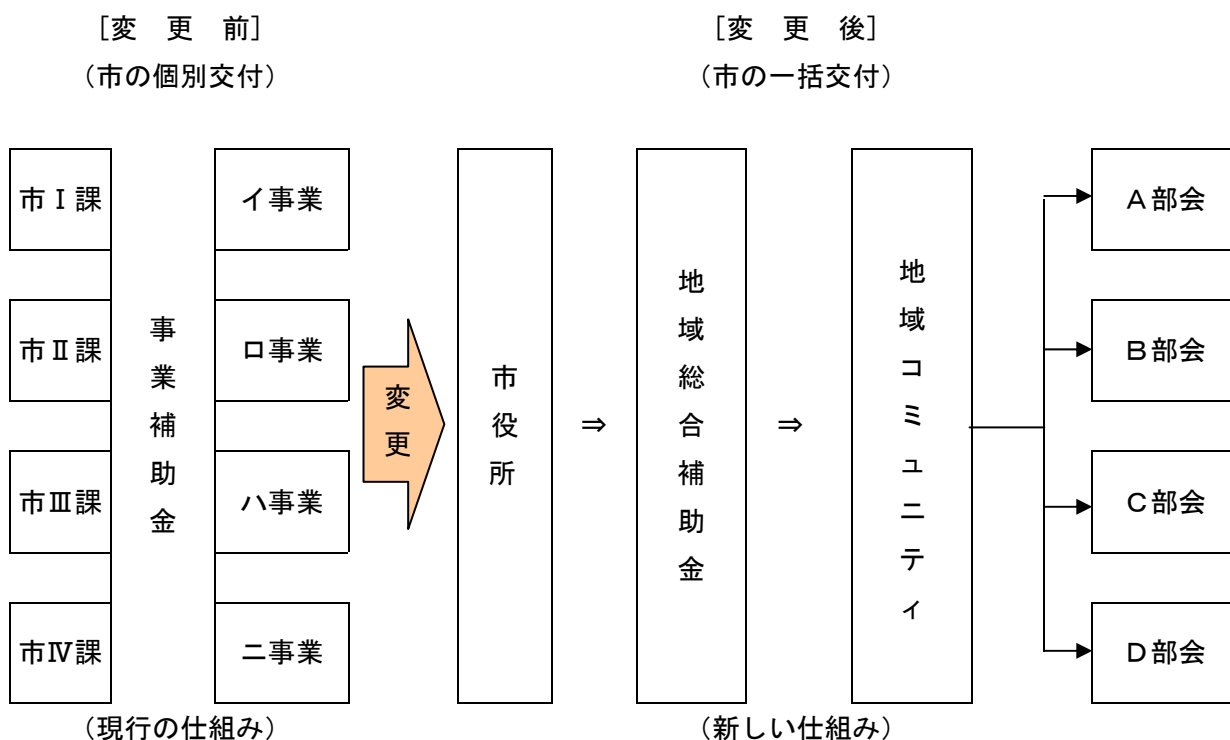 ［変　更　前］
（市の個別交付）
市Ⅰ課
市Ⅱ課
市Ⅲ課
市Ⅳ課
事業補助金
イ事業
ロ事業
ハ事業
ニ事業
（現行の仕組み）
変更
［変　更　後］
（市の一括交付）
市役所
⇒
地域総合補助金
⇒
地域コミュニティ
A部会
B部会
C部会
D部会
（新しい仕組み）